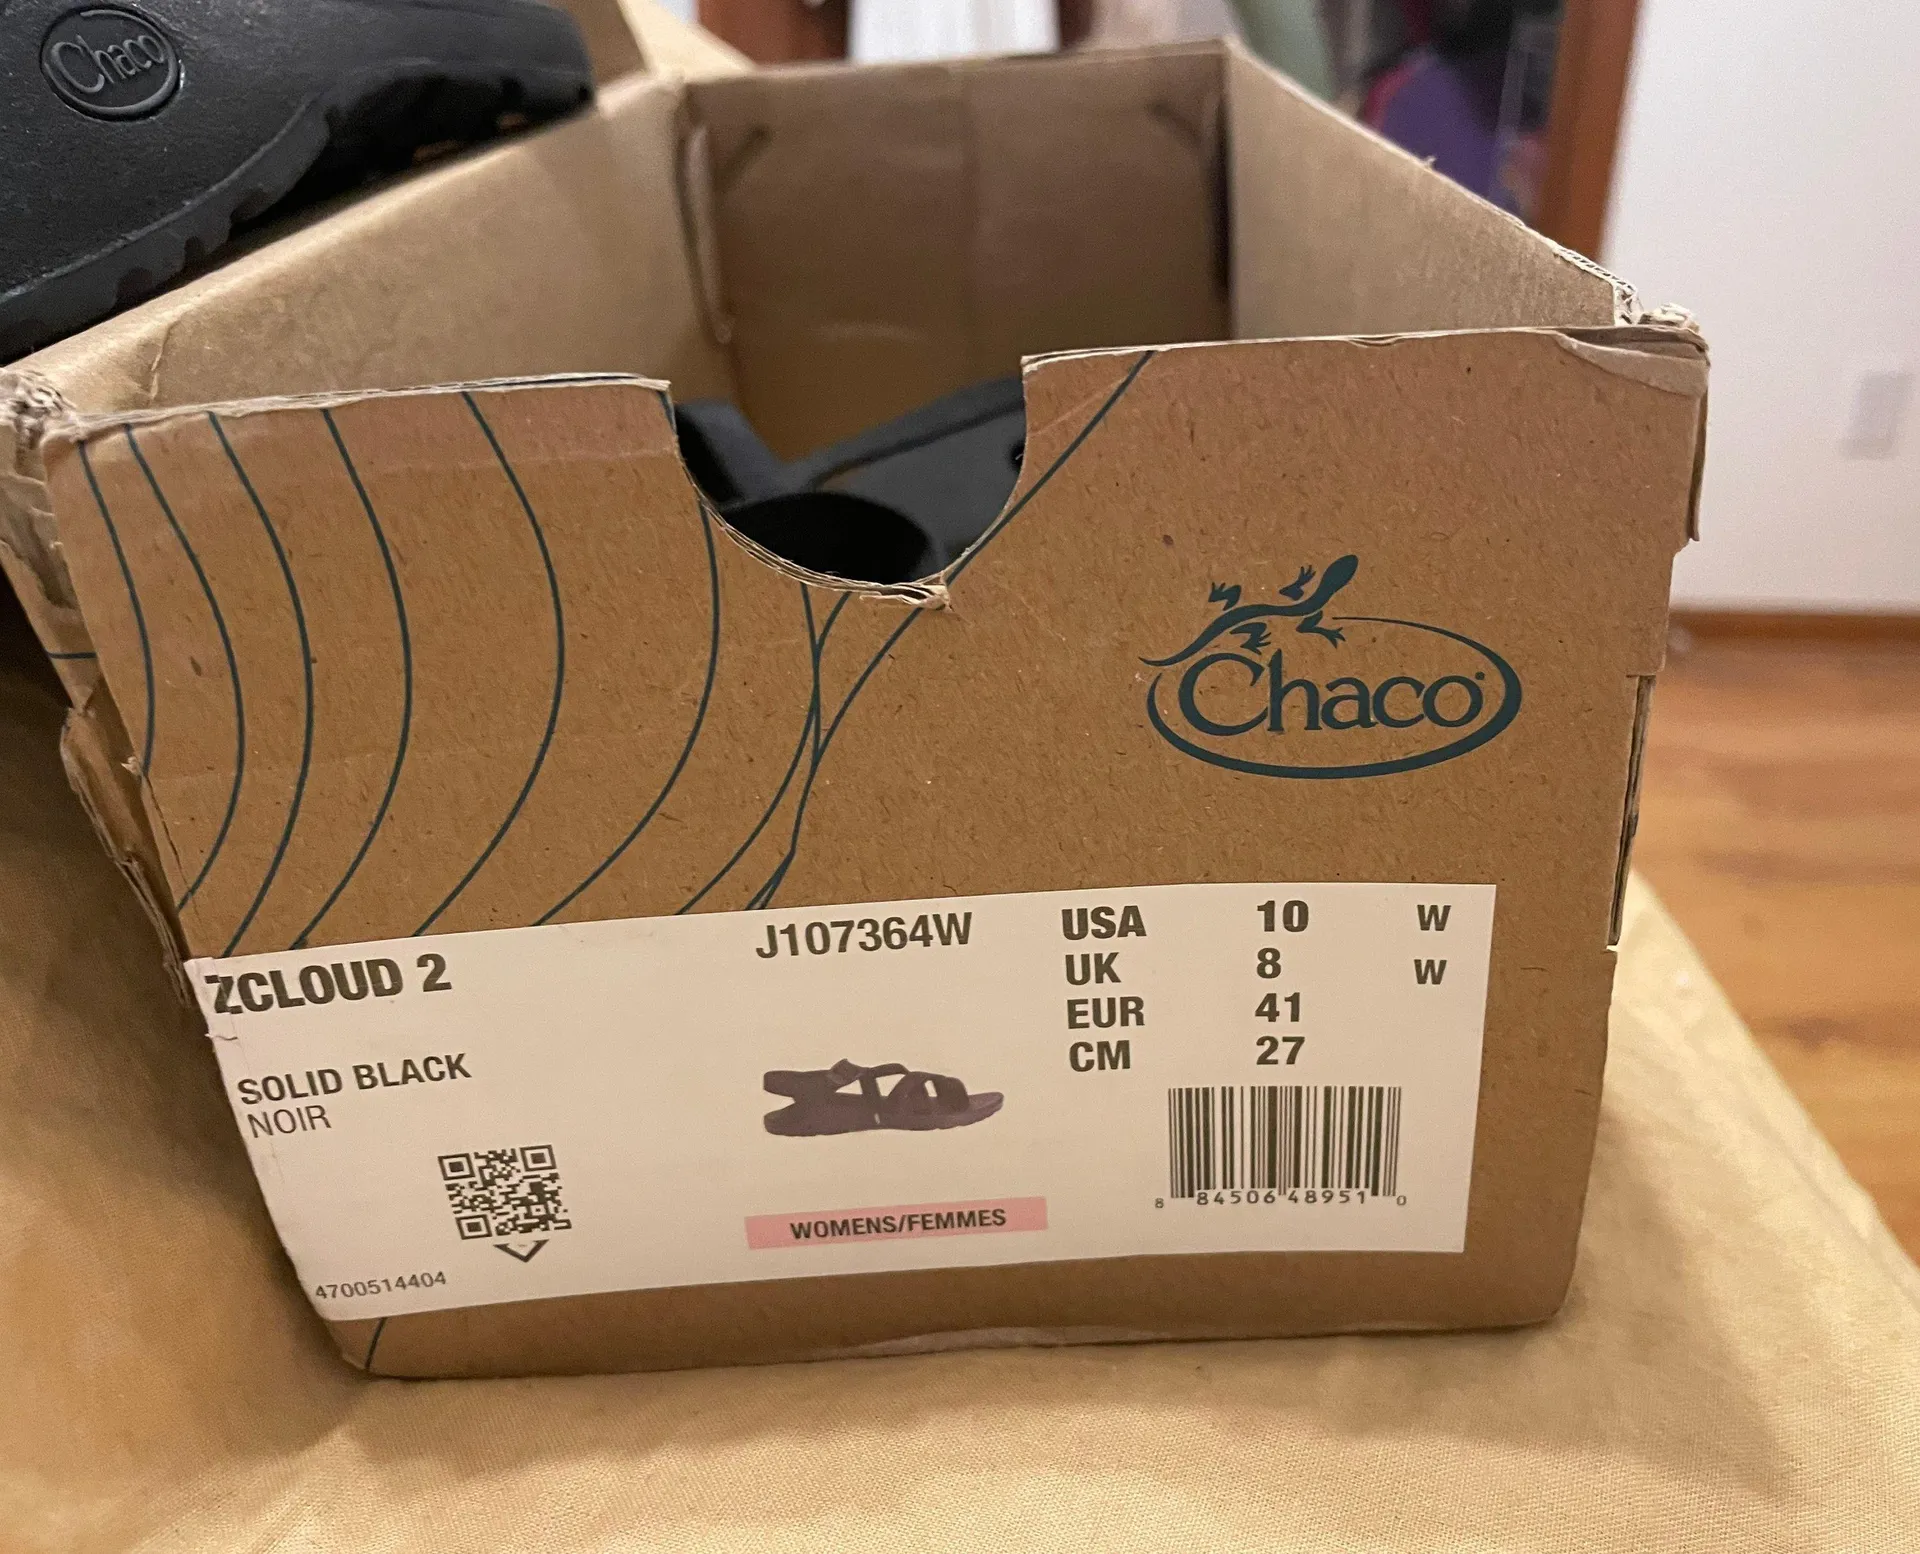 Chaco
Chaco
ZCLOUD 2
J107364W
USA 10 W
UK 8 W
EUR 41
CM 27
SOLID BLACK
NOIR
WOMENS/FEMMES
8 84506 48951 0
4700514404